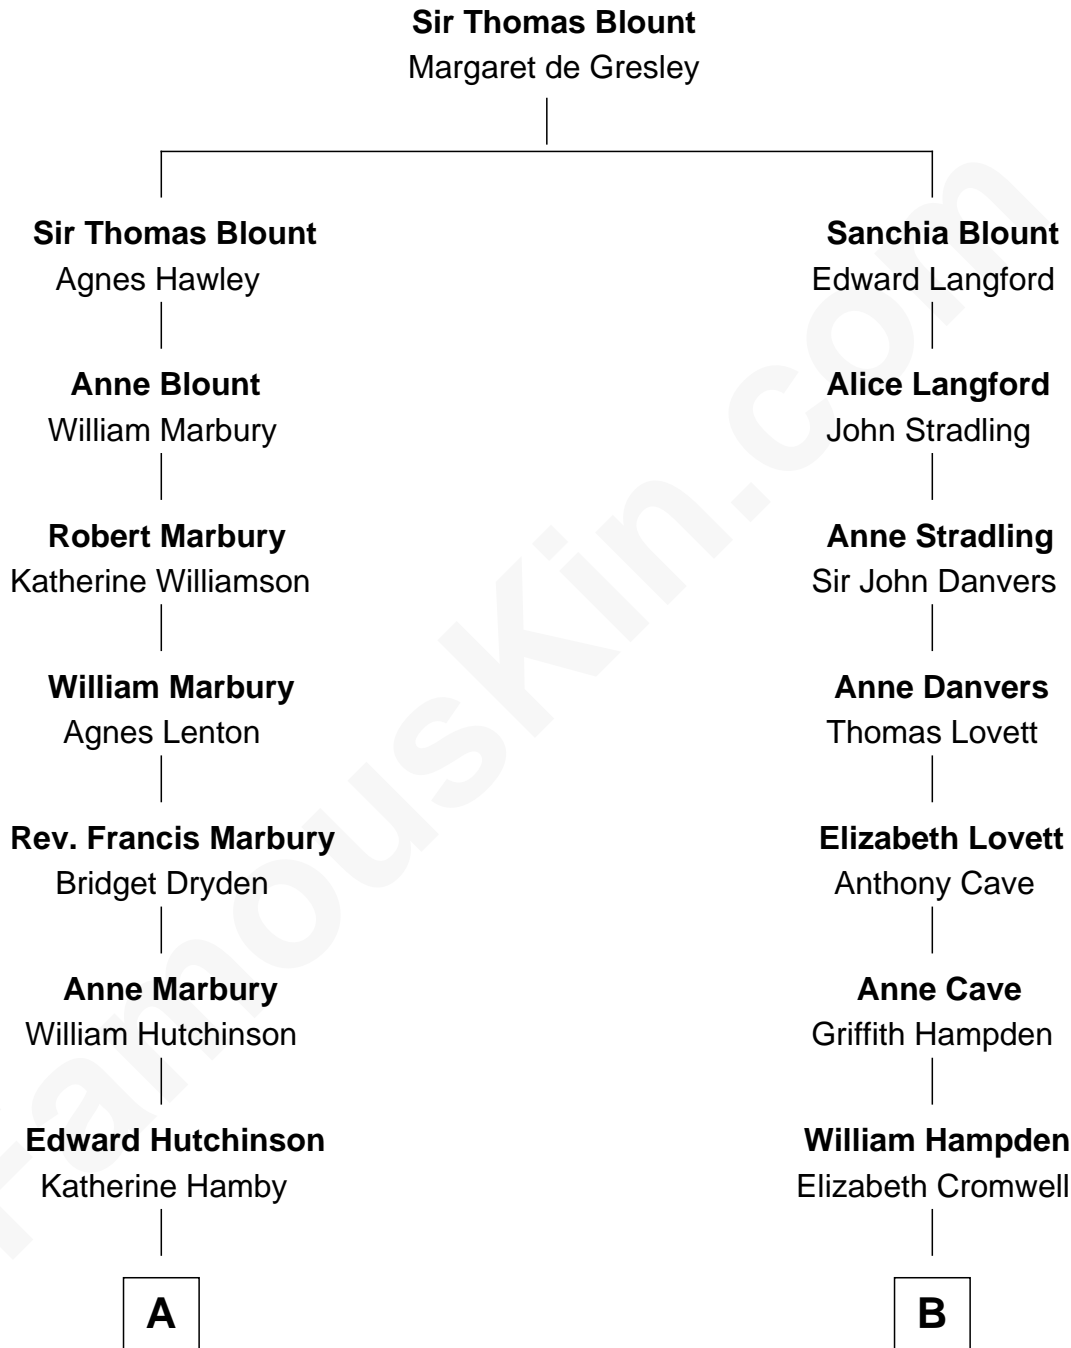 Sir Thomas Blount
Margaret de Gresley
Sir Thomas Blount
Agnes Hawley
Anne Blount
William Marbury
Robert Marbury
Katherine Williamson
William Marbury
Agnes Lenton
Rev. Francis Marbury
Bridget Dryden
Anne Marbury
William Hutchinson
Edward Hutchinson
Katherine Hamby
A
Sanchia Blount
Edward Langford
Alice Langford
John Stradling
Anne Stradling
Sir John Danvers
Anne Danvers
Thomas Lovett
Elizabeth Lovett
Anthony Cave
Anne Cave
Griffith Hampden
William Hampden
Elizabeth Cromwell
B
FamousKin.com